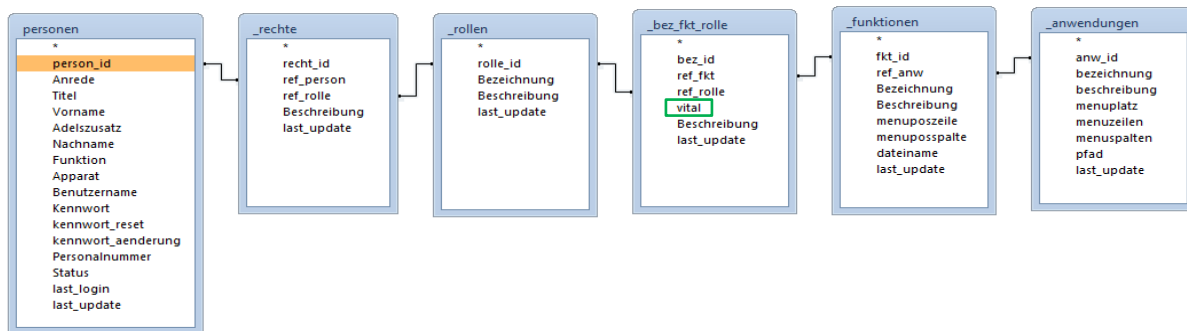 personen
*
person_id
Anrede
Titel
Vorname
Adelszusatz
Nachname
Funktion
Apparat
Benutzername
Kennwort
kennwort_reset
kennwort_aenderung
Personalnummer
Status
last_login
last_update
_rechte
*
recht_id
ref_person
ref_rolle
Beschreibung
last_update
_rollen
*
rolle_id
Bezeichnung
Beschreibung
last_update
_bez_fkt_rolle
*
bez_id
ref_fkt
ref_rolle
vital
Beschreibung
last_update
_funktionen
*
fkt_id
ref_anw
Bezeichnung
Beschreibung
menuposzeile
menuposspalte
dateiname
last_update
_anwendungen
*
anw_id
bezeichnung
beschreibung
menuplatz
menuzeilen
menuspalten
pfad
last_update